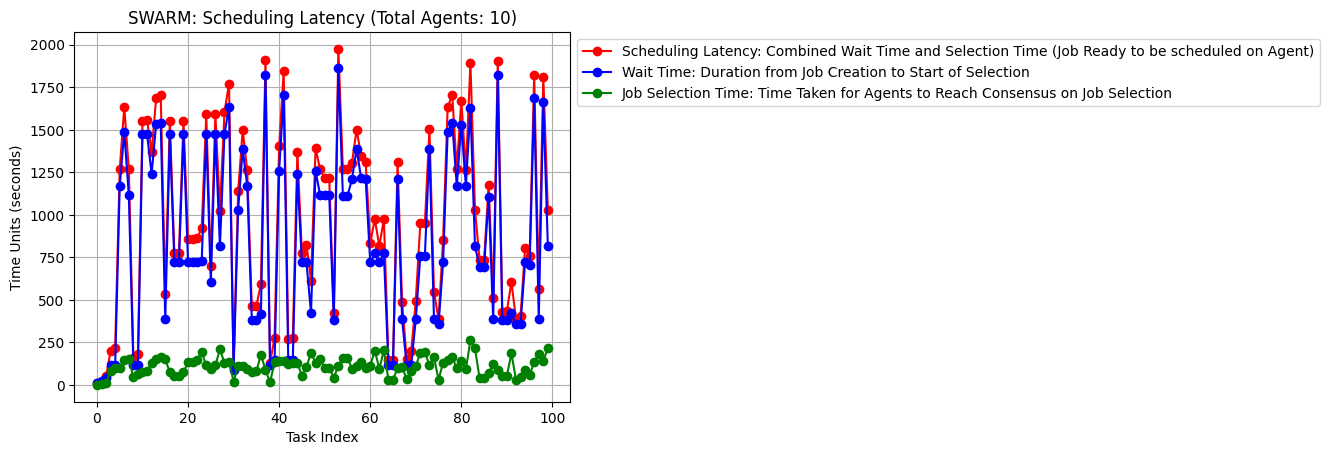 SWARM: Scheduling Latency (Total Agents: 10)
Scheduling Latency: Combined Wait Time and Selection Time (Job Ready to be scheduled on Agent)
Wait Time: Duration from Job Creation to Start of Selection
Job Selection Time: Time Taken for Agents to Reach Consensus on Job Selection
Time Units (seconds)
2000
1750
1500
1250
1000
750
500
250
0
0 20 40 60 80 100
Task Index